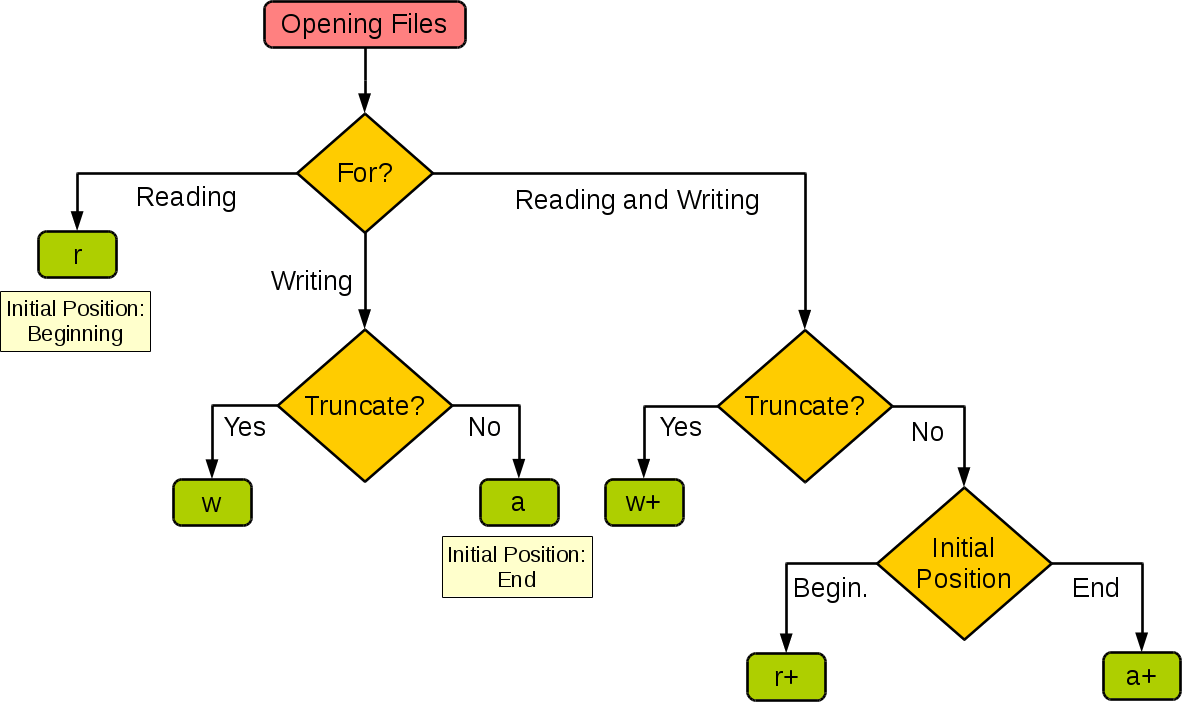 Opening Files
For?
Reading
Reading and Writing
r
Writing
Initial Position:
Beginning
Truncate?
Yes
No
w
a
Initial Position:
End
Truncate?
Yes
No
w+
Initial
Position
Begin.
End
r+
a+